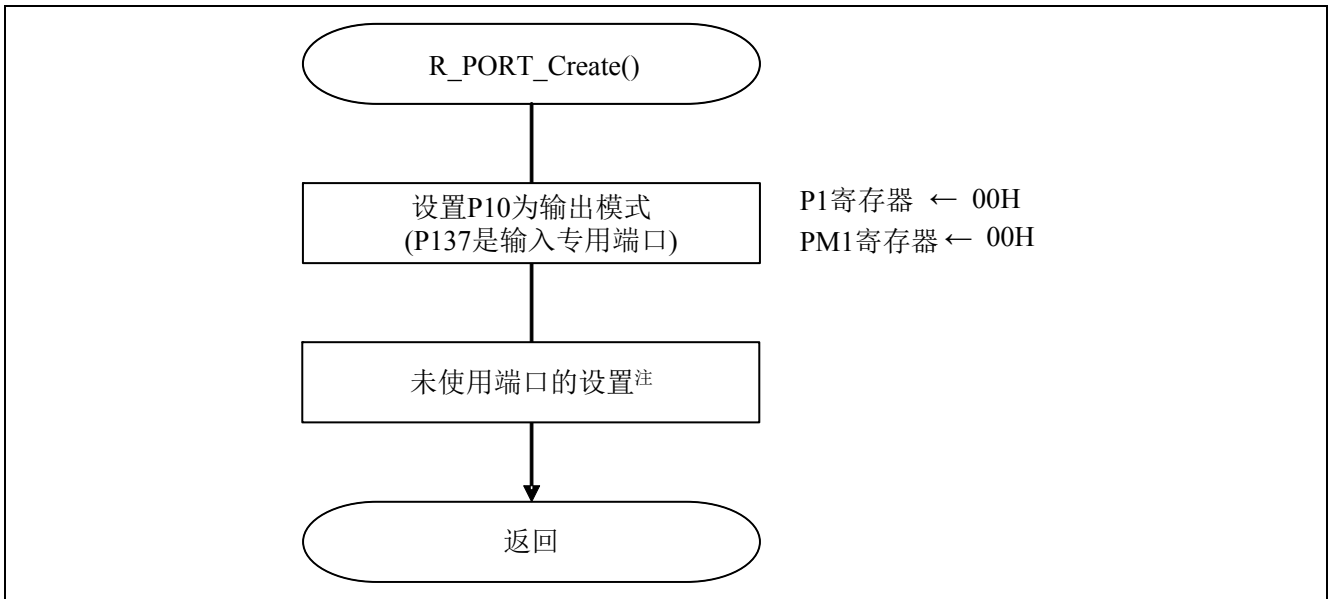 R_PORT_Create()
设置P10为输出模式
(P137是输入专用端口)
P1寄存器 ← 00H
PM1寄存器 ← 00H
未使用端口的设置注
返回